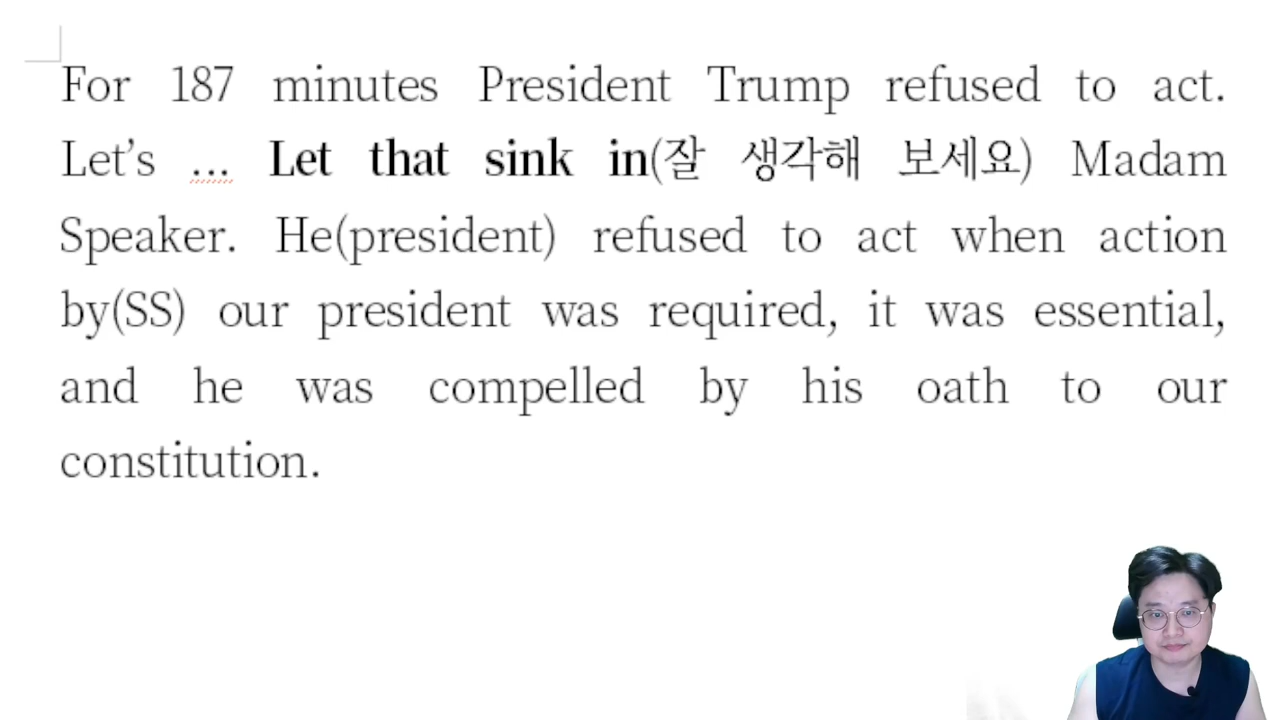 For 187 minutes President Trump refused to act.
Let’s ... Let that sink in(잘 생각해 보세요) Madam
Speaker. He(president) refused to act when action
by(SS) our president was required, it was essential,
and he was compelled by his oath to our
constitution.